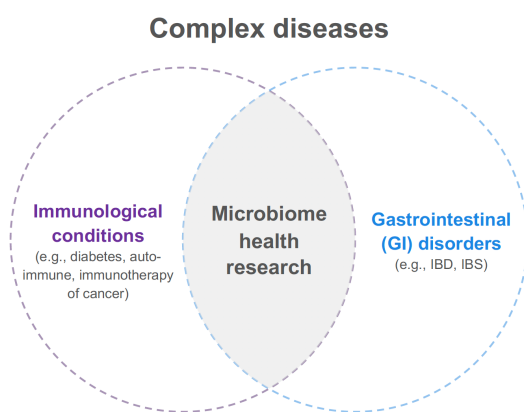 Complex diseases
Immunological
conditions
(e.g., diabetes, auto-
immune, immunotherapy
of cancer)
Microbiome
health
research
Gastrointestinal
(GI) disorders
(e.g., IBD, IBS)